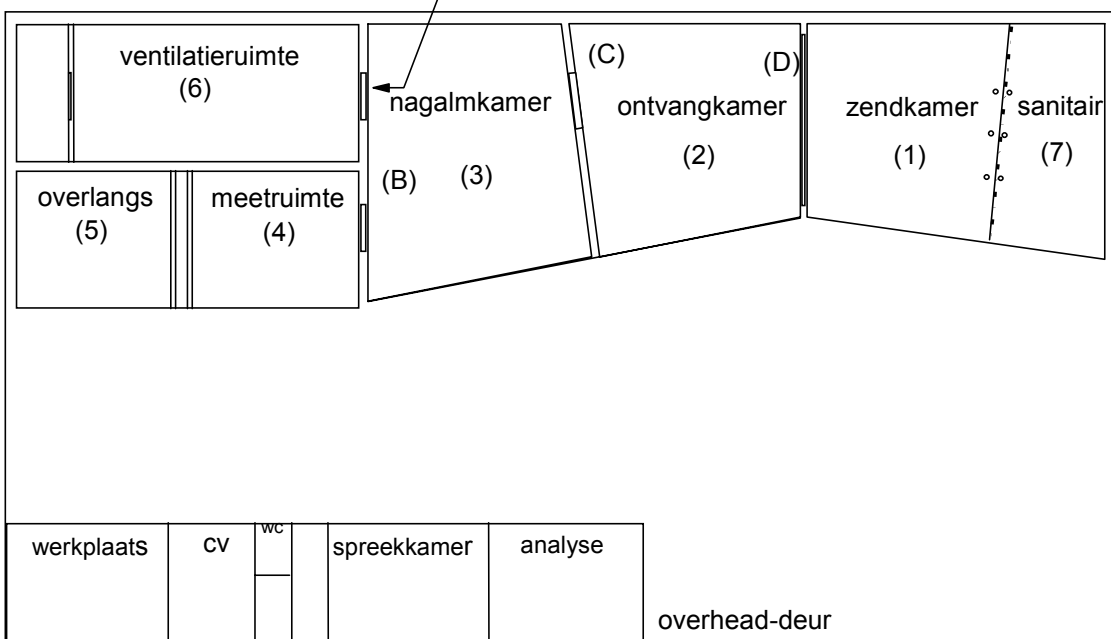 ventilatieruimte
(6)
nagalmkamer
(B)
(3)
(C)
ontvangkamer
(2)
(D)
zendkamer
(1)
sanitair
(7)
overlangs
(5)
meetruimte
(4)
werkplaats
cv
wc
spreekkamer
analyse
overhead-deur